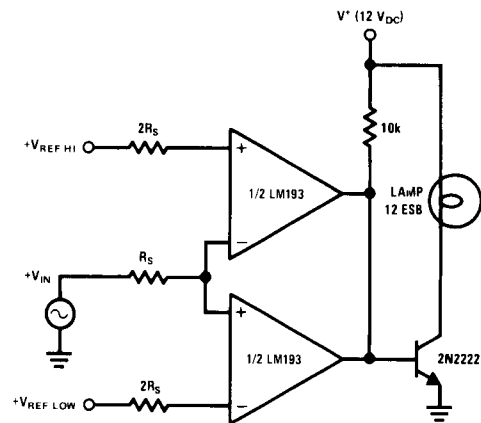 V⁺ (12 V_DC)
2R_S
+V_REF HI
+
10k
1/2 LM193
LAMP
12 ESB
−
+V_IN
R_S
+
1/2 LM193
2N2222
2R_S
+V_REF LOW
−